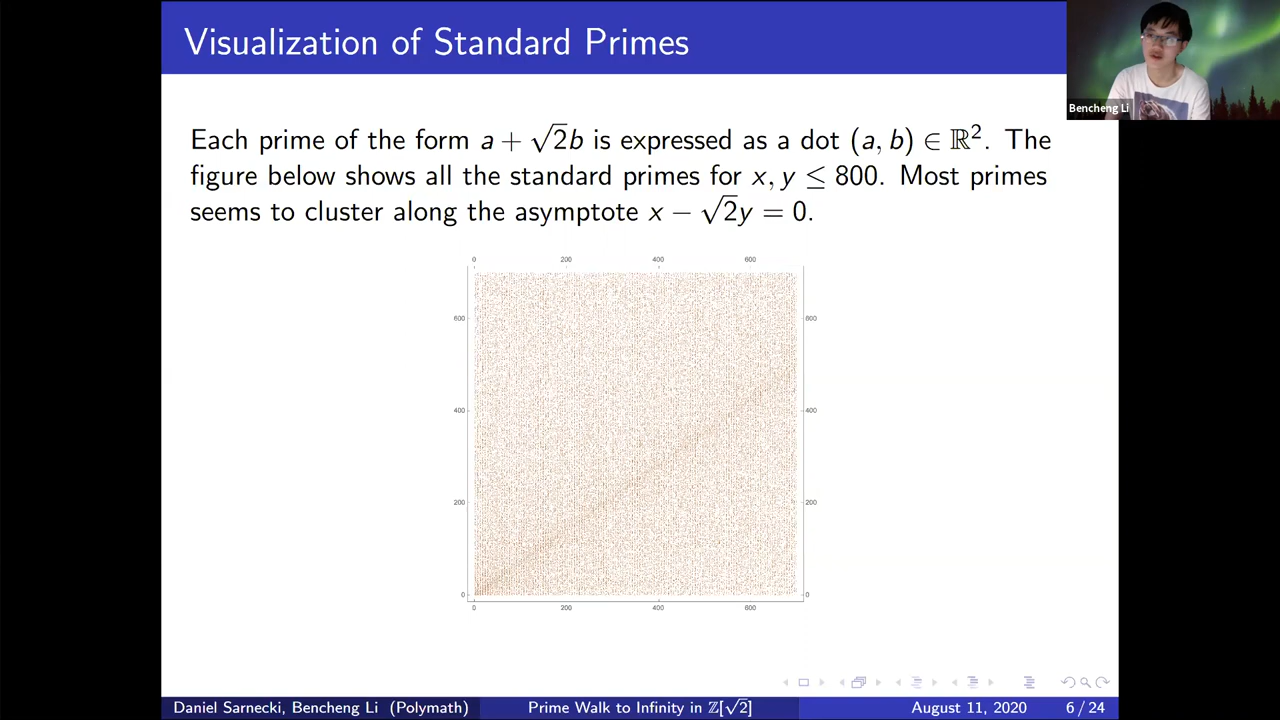 Visualization of Standard Primes
Bencheng Li
Each prime of the form a + √2b is expressed as a dot (a, b) ∈ ℝ². The
figure below shows all the standard primes for x, y ≤ 800. Most primes
seems to cluster along the asymptote x − √2y = 0.
0 200 400 600
600 800
400 400
200 200
0 0
0 200 400 600
Daniel Sarnecki, Bencheng Li (Polymath) Prime Walk to Infinity in ℤ[√2] August 11, 2020 6 / 24